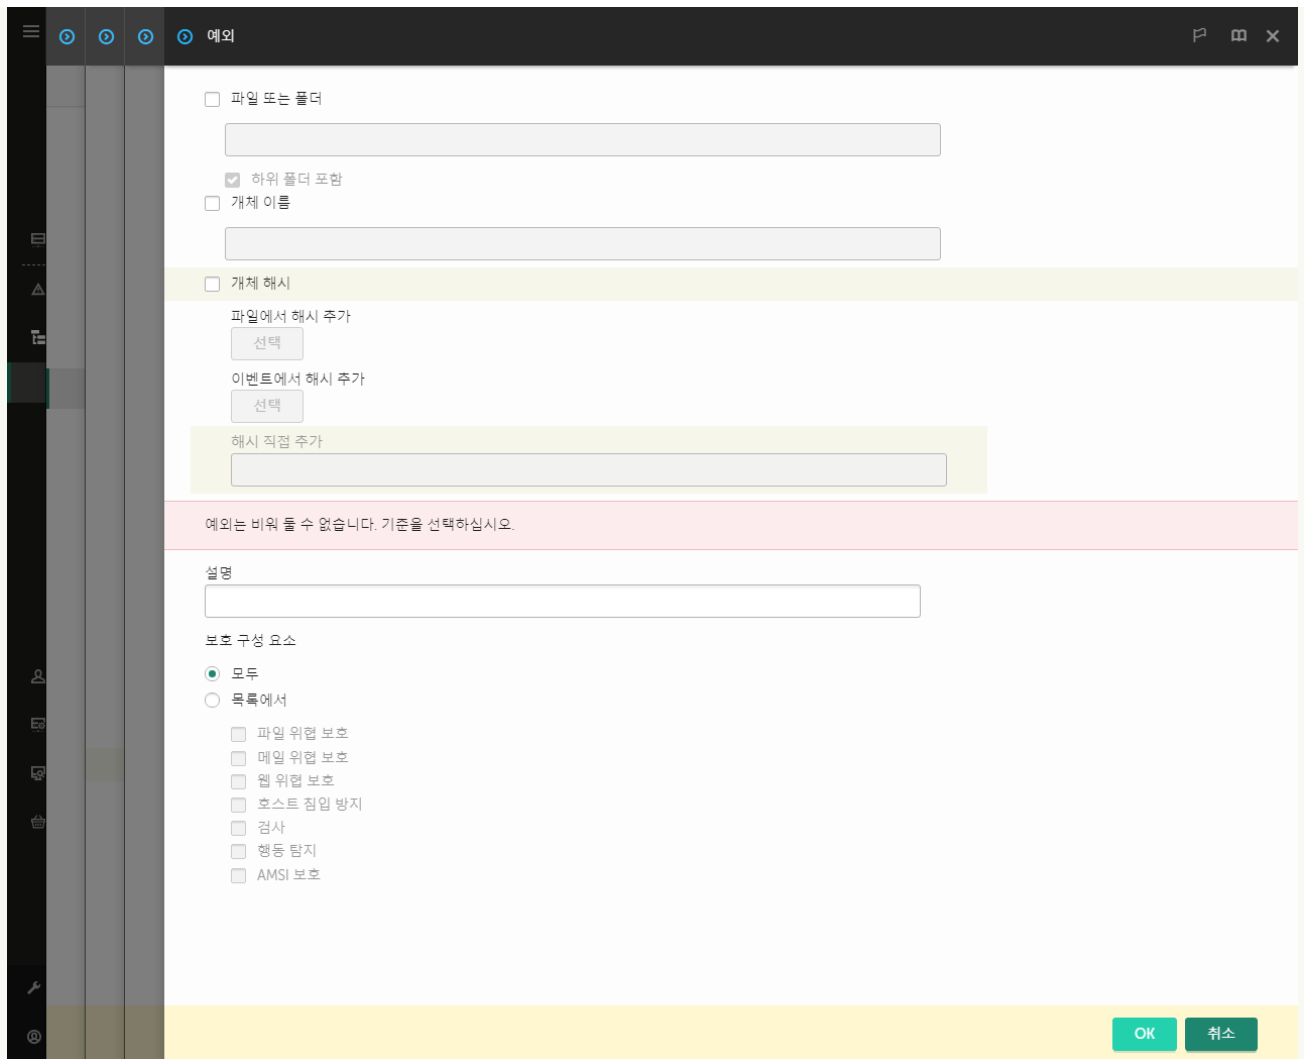 예외
파일 또는 폴더
하위 폴더 포함
개체 이름
개체 해시
파일에서 해시 추가
선택
이벤트에서 해시 추가
선택
해시 직접 추가
예외는 비워 둘 수 없습니다. 기준을 선택하십시오.
설명
보호 구성 요소
모두
목록에서
파일 위협 보호
메일 위협 보호
웹 위협 보호
호스트 침입 방지
검사
행동 탐지
AMSI 보호
OK 취소